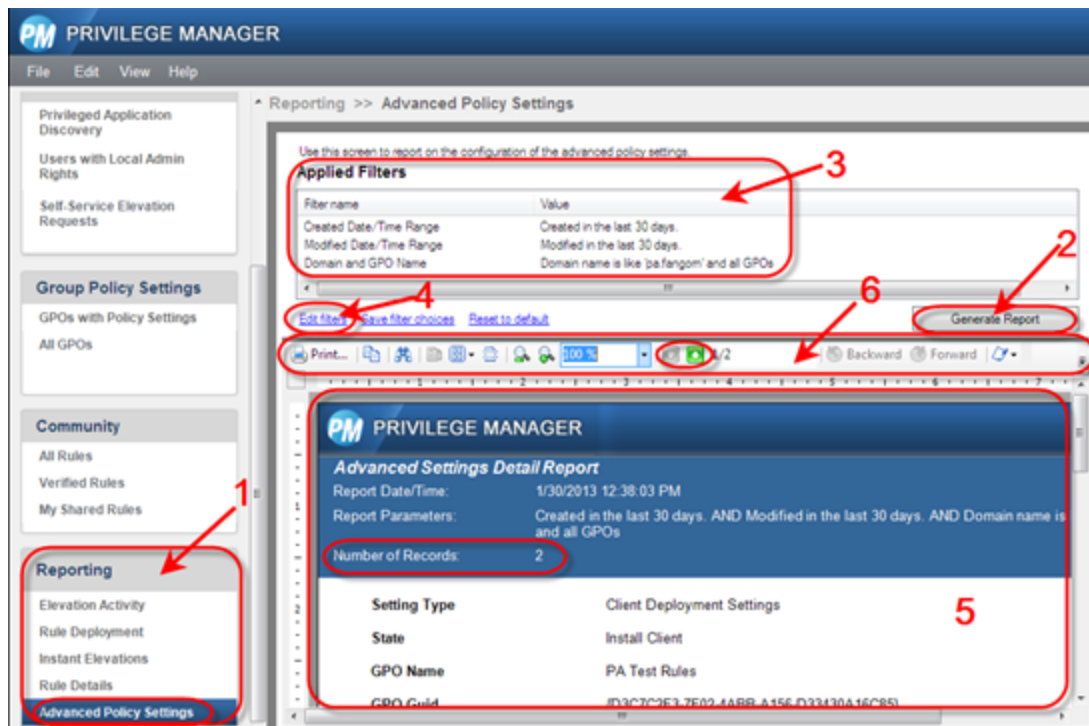 PM PRIVILEGE MANAGER
File Edit View Help
Privileged Application
Discovery
Users with Local Admin
Rights
Self-Service Elevation
Requests
Group Policy Settings
GPOs with Policy Settings
All GPOs
Community
All Rules
Verified Rules
My Shared Rules
1
Reporting
Elevation Activity
Rule Deployment
Instant Elevations
Rule Details
Advanced Policy Settings
Reporting >> Advanced Policy Settings
Use this screen to report on the configuration of the advanced policy settings.
Applied Filters
3
Filter name Value
Created Date/Time Range Created in the last 30 days.
Modified Date/Time Range Modified in the last 30 days.
Domain and GPO Name Domain name is like 'pa.fangom' and all GPOs
2
4
6
Edit filters Save filter choices Reset to default Generate Report
Print... 100 % 1/2 Backward Forward
1 2 3 4 5 6 7
PM PRIVILEGE MANAGER
Advanced Settings Detail Report
Report Date/Time: 1/30/2013 12:38:03 PM
Report Parameters: Created in the last 30 days. AND Modified in the last 30 days. AND Domain name is
and all GPOs
Number of Records: 2
Setting Type Client Deployment Settings
State Install Client
GPO Name PA Test Rules
GPO Guid
5